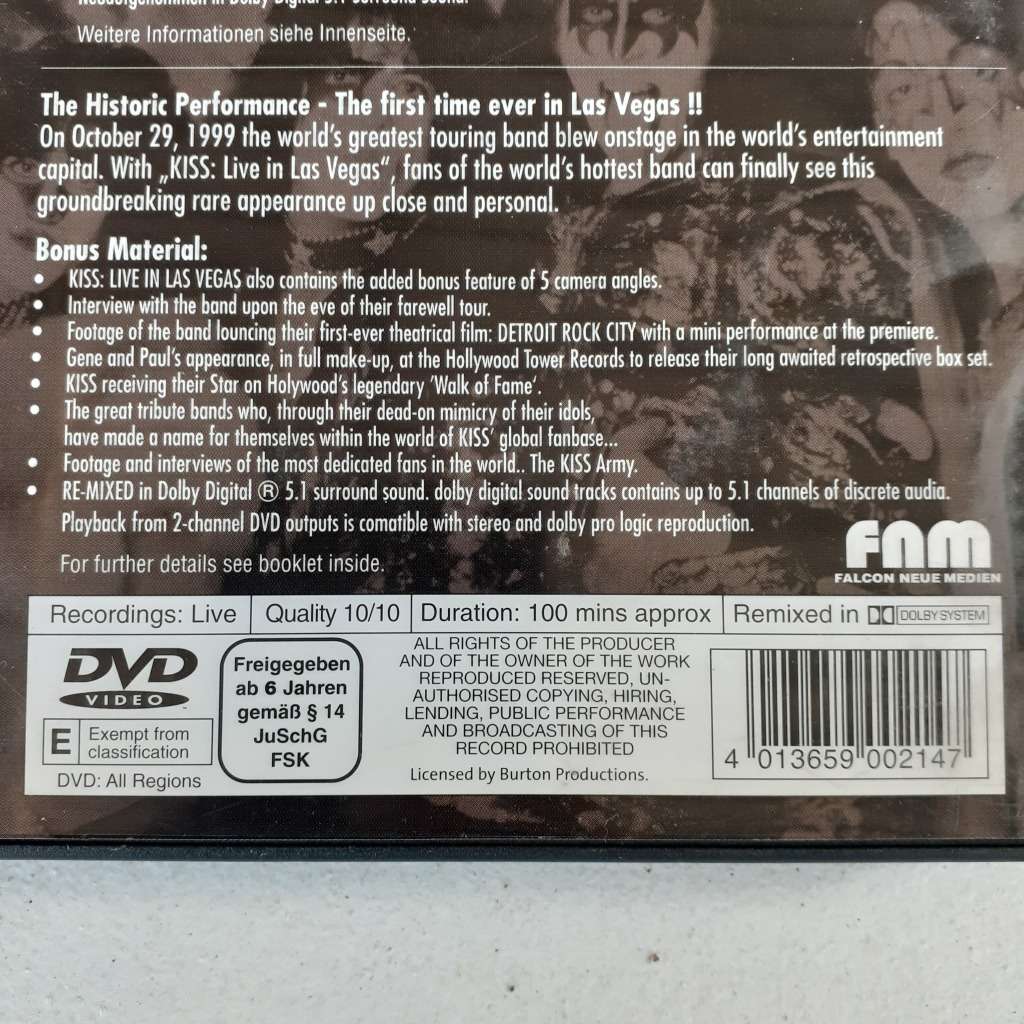 Neuaufgenommen in Dolby Digital 5.1 Surround Sound.
Weitere Informationen siehe Innenseite.
The Historic Performance - The first time ever in Las Vegas !!
On October 29, 1999 the world's greatest touring band blew onstage in the world's entertainment
capital. With „KISS: Live in Las Vegas“, fans of the world's hottest band can finally see this
groundbreaking rare appearance up close and personal.
Bonus Material:
• KISS: LIVE IN LAS VEGAS also contains the added bonus feature of 5 camera angles.
• Interview with the band upon the eve of their farewell tour.
• Footage of the band louncing their first-ever theatrical film: DETROIT ROCK CITY with a mini performance at the premiere.
• Gene and Paul's appearance, in full make-up, at the Hollywood Tower Records to release their long awaited retrospective box set.
• KISS receiving their Star on Holywood's legendary 'Walk of Fame'.
• The great tribute bands who, through their dead-on mimicry of their idols,
have made a name for themselves within the world of KISS' global fanbase...
• Footage and interviews of the most dedicated fans in the world.. The KISS Army.
• RE-MIXED in Dolby Digital ® 5.1 surround sound. dolby digital sound tracks contains up to 5.1 channels of discrete audia.
Playback from 2-channel DVD outputs is comatible with stereo and dolby pro logic reproduction.
For further details see booklet inside.
FNM
FALCON NEUE MEDIEN
Recordings: Live
Quality 10/10
Duration: 100 mins approx
Remixed in DOLBY SYSTEM
DVD
VIDEO
E
Exempt from
classification
DVD: All Regions
Freigegeben
ab 6 Jahren
gemäß § 14
JuSchG
FSK
ALL RIGHTS OF THE PRODUCER
AND OF THE OWNER OF THE WORK
REPRODUCED RESERVED, UN-
AUTHORISED COPYING, HIRING,
LENDING, PUBLIC PERFORMANCE
AND BROADCASTING OF THIS
RECORD PROHIBITED
Licensed by Burton Productions.
4 013659 002147